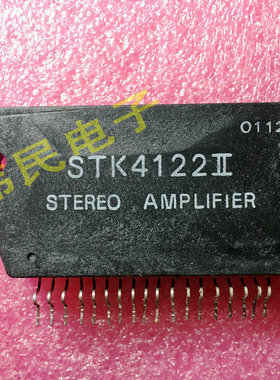 0112
STK4122II
STEREO AMPLIFIER
民电子